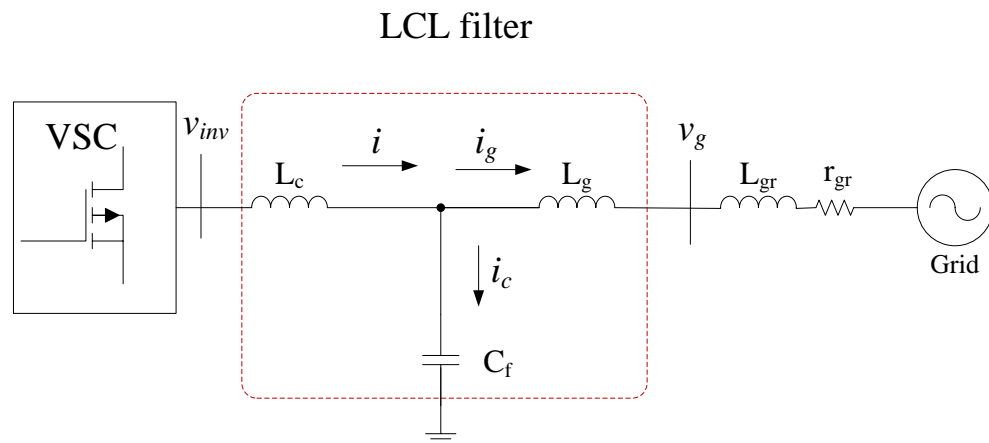 LCL filter
VSC
v_inv
L_c
i
i_g
L_g
v_g
L_gr
r_gr
Grid
i_c
C_f